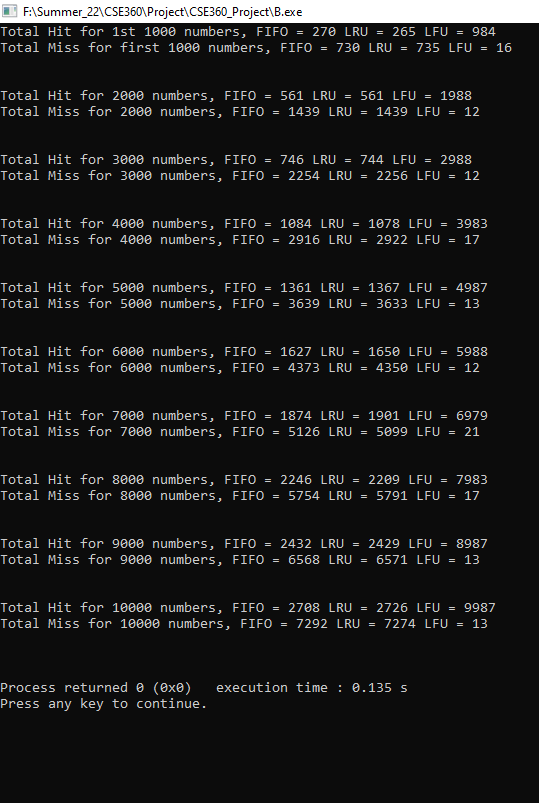 F:\Summer_22\CSE360\Project\CSE360_Project\B.exe
Total Hit for 1st 1000 numbers, FIFO = 270 LRU = 265 LFU = 984
Total Miss for first 1000 numbers, FIFO = 730 LRU = 735 LFU = 16
Total Hit for 2000 numbers, FIFO = 561 LRU = 561 LFU = 1988
Total Miss for 2000 numbers, FIFO = 1439 LRU = 1439 LFU = 12
Total Hit for 3000 numbers, FIFO = 746 LRU = 744 LFU = 2988
Total Miss for 3000 numbers, FIFO = 2254 LRU = 2256 LFU = 12
Total Hit for 4000 numbers, FIFO = 1084 LRU = 1078 LFU = 3983
Total Miss for 4000 numbers, FIFO = 2916 LRU = 2922 LFU = 17
Total Hit for 5000 numbers, FIFO = 1361 LRU = 1367 LFU = 4987
Total Miss for 5000 numbers, FIFO = 3639 LRU = 3633 LFU = 13
Total Hit for 6000 numbers, FIFO = 1627 LRU = 1650 LFU = 5988
Total Miss for 6000 numbers, FIFO = 4373 LRU = 4350 LFU = 12
Total Hit for 7000 numbers, FIFO = 1874 LRU = 1901 LFU = 6979
Total Miss for 7000 numbers, FIFO = 5126 LRU = 5099 LFU = 21
Total Hit for 8000 numbers, FIFO = 2246 LRU = 2209 LFU = 7983
Total Miss for 8000 numbers, FIFO = 5754 LRU = 5791 LFU = 17
Total Hit for 9000 numbers, FIFO = 2432 LRU = 2429 LFU = 8987
Total Miss for 9000 numbers, FIFO = 6568 LRU = 6571 LFU = 13
Total Hit for 10000 numbers, FIFO = 2708 LRU = 2726 LFU = 9987
Total Miss for 10000 numbers, FIFO = 7292 LRU = 7274 LFU = 13
Process returned 0 (0x0)   execution time : 0.135 s
Press any key to continue.